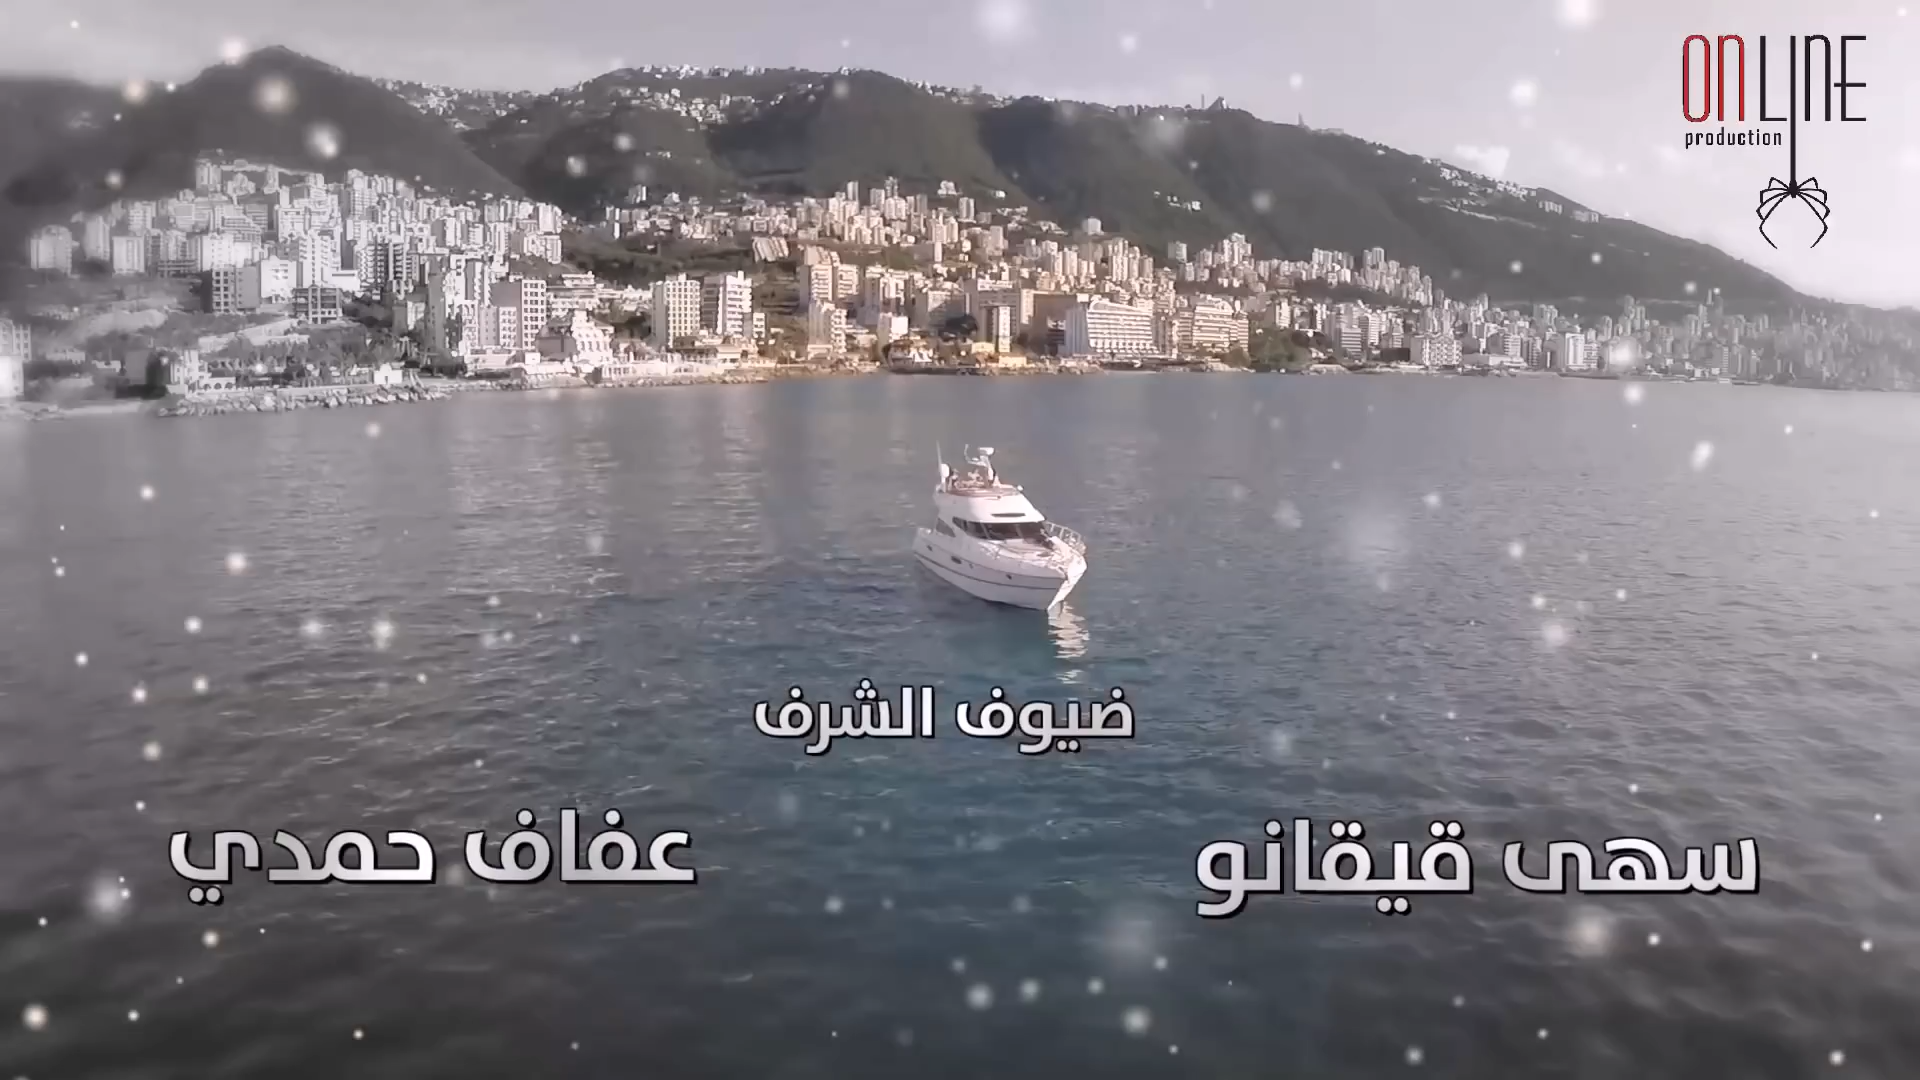 ONLINE
production
ضيوف الشرف
سهى قيقانو
عفاف حمدي